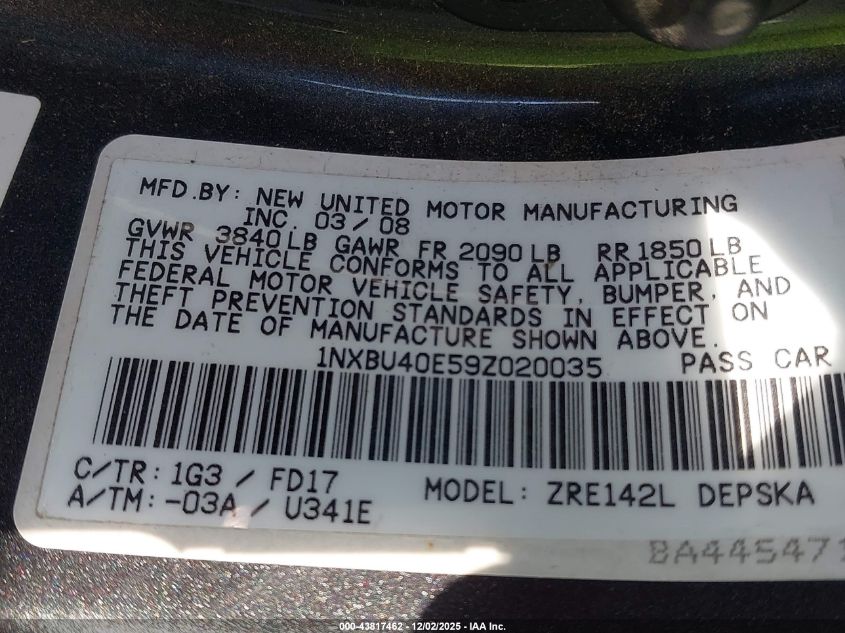 MFD.BY: NEW UNITED MOTOR MANUFACTURING
INC. 03/08
GVWR 3840LB GAWR FR 2090LB RR 1850LB
THIS VEHICLE CONFORMS TO ALL APPLICABLE
FEDERAL MOTOR VEHICLE SAFETY, BUMPER, AND
THEFT PREVENTION STANDARDS IN EFFECT ON
THE DATE OF MANUFACTURE SHOWN ABOVE.
1NXBU40E59Z020035 PASS CAR
C/TR: 1G3 / FD17
A/TM: -03A / U341E
MODEL: ZRE142L DEPSKA
BA445471
000-43817462 - 12/02/2025 - IAA Inc.